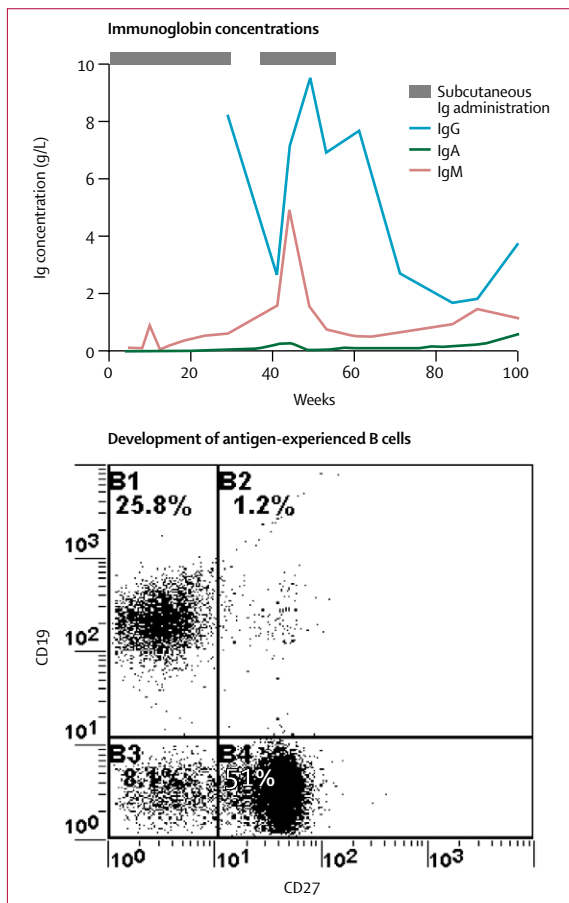 Immunoglobin concentrations
10
8
6
4
2
0
Ig concentration (g/L)
Subcutaneous
Ig administration
IgG
IgA
IgM
0 20 40 60 80 100
Weeks
Development of antigen-experienced B cells
B1 B2
25.8% 1.2%
10³
10²
10¹
CD19
B3 B4
8.1% 51%
10⁰
10⁰ 10¹ 10² 10³
CD27